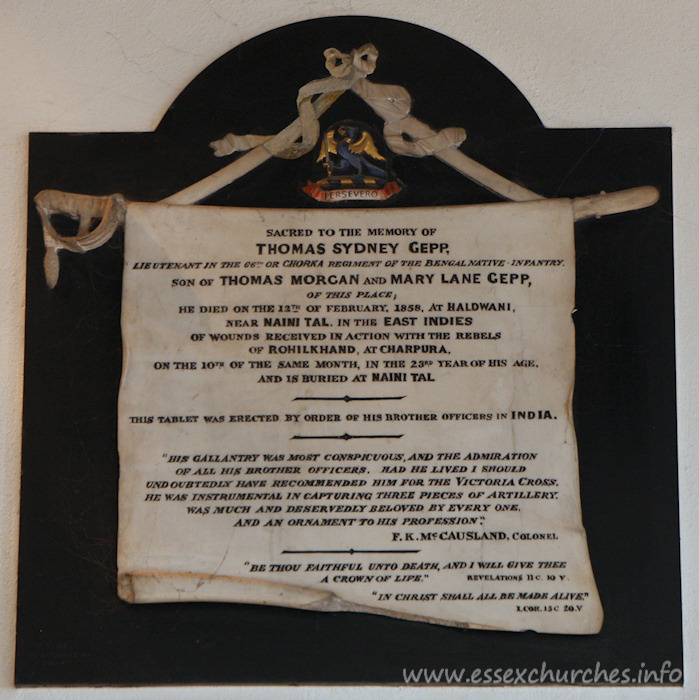 PERSEVERO
SACRED TO THE MEMORY OF
THOMAS SYDNEY GEPP,
LIEUTENANT IN THE 66TH OR GHORKA REGIMENT OF THE BENGAL NATIVE INFANTRY,
SON OF THOMAS MORGAN AND MARY LANE GEPP,
OF THIS PLACE;
HE DIED ON THE 12TH OF FEBRUARY, 1858, AT HALDWANI,
NEAR NAINI TAL, IN THE EAST INDIES
OF WOUNDS RECEIVED IN ACTION WITH THE REBELS
OF ROHILKHAND, AT CHARPURA,
ON THE 10TH OF THE SAME MONTH, IN THE 23RD YEAR OF HIS AGE,
AND IS BURIED AT NAINI TAL
THIS TABLET WAS ERECTED BY ORDER OF HIS BROTHER OFFICERS IN INDIA.
"HIS GALLANTRY WAS MOST CONSPICUOUS, AND THE ADMIRATION
OF ALL HIS BROTHER OFFICERS. HAD HE LIVED I SHOULD
UNDOUBTEDLY HAVE RECOMMENDED HIM FOR THE VICTORIA CROSS.
HE WAS INSTRUMENTAL IN CAPTURING THREE PIECES OF ARTILLERY,
WAS MUCH AND DESERVEDLY BELOVED BY EVERY ONE,
AND AN ORNAMENT TO HIS PROFESSION."
F. K. McCAUSLAND, COLONEL
"BE THOU FAITHFUL UNTO DEATH, AND I WILL GIVE THEE
A CROWN OF LIFE." REVELATIONS II C. 10 V.
"IN CHRIST SHALL ALL BE MADE ALIVE,"
I. COR. 15 C 20. V
www.essexchurches.info